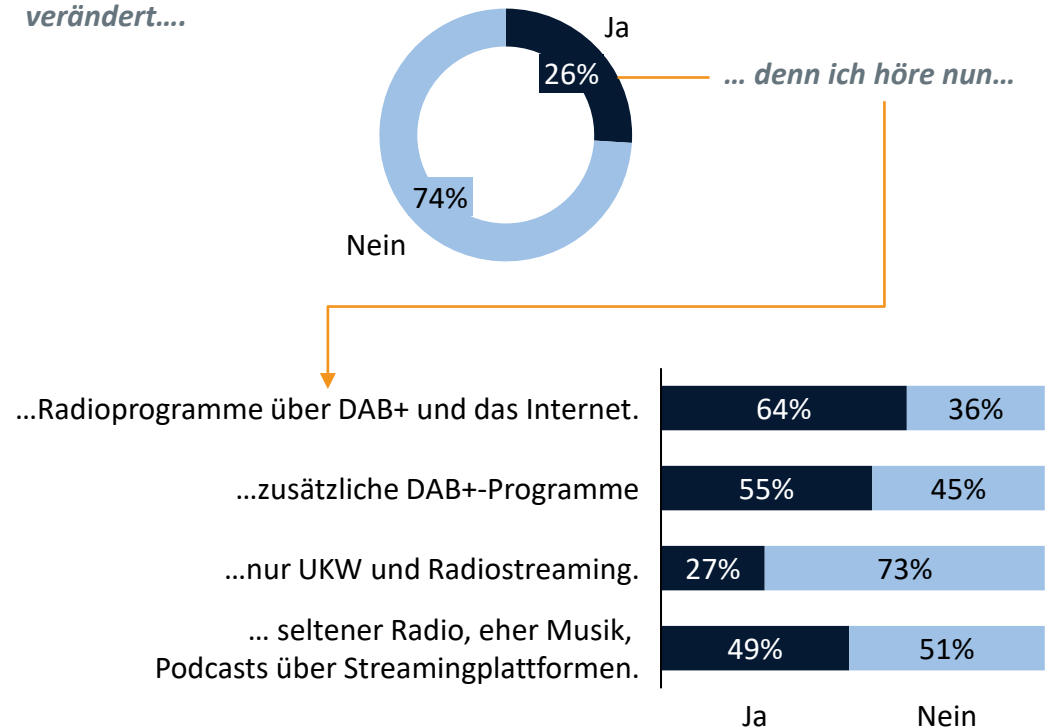 verändert....
Ja
26%
... denn ich höre nun...
74%
Nein
...Radioprogramme über DAB+ und das Internet.
64%
36%
...zusätzliche DAB+-Programme
55%
45%
...nur UKW und Radiostreaming.
27%
73%
... seltener Radio, eher Musik,
Podcasts über Streamingplattformen.
49%
51%
Ja
Nein